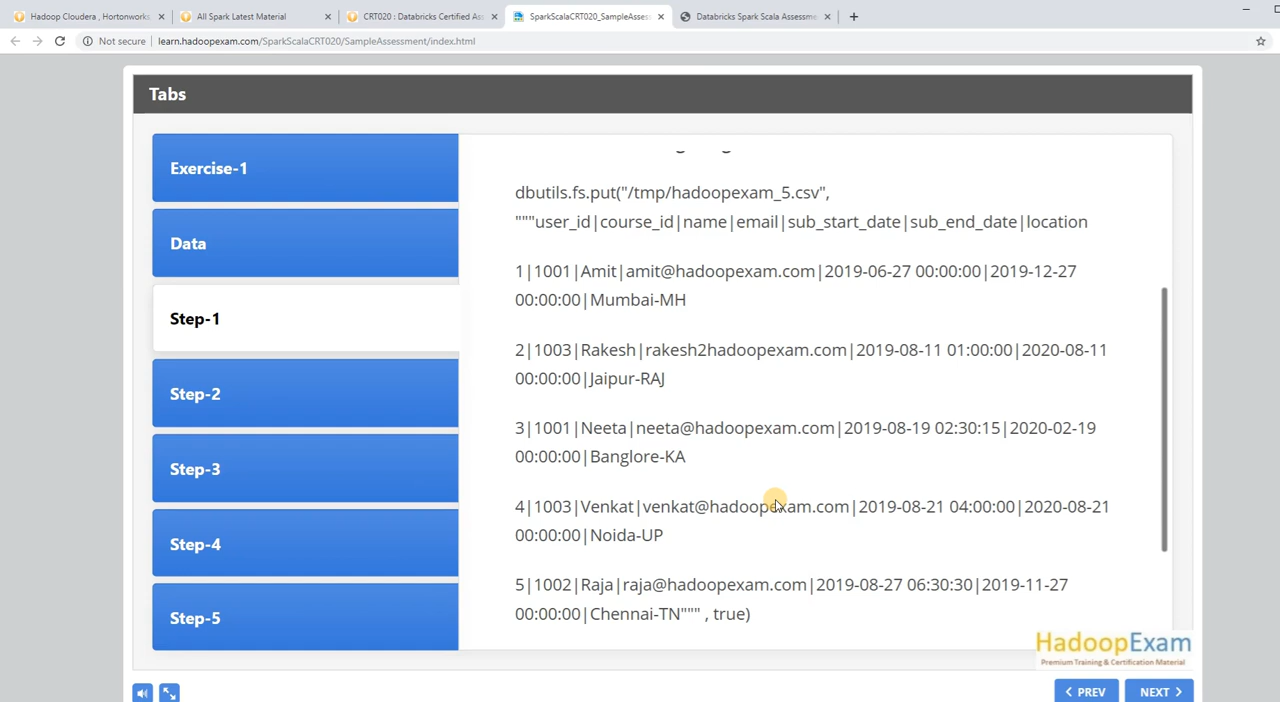 Hadoop Cloudera , Hortonworks,
All Spark Latest Material
CRT020 : Databricks Certified Ass
SparkScalaCRT020_SampleAssess
Databricks Spark Scala Assessme
Not secure | learn.hadoopexam.com/SparkScalaCRT020/SampleAssessment/index.html
Tabs
Exercise-1
Data
Step-1
Step-2
Step-3
Step-4
Step-5
dbutils.fs.put("/tmp/hadoopexam_5.csv",
"""user_id|course_id|name|email|sub_start_date|sub_end_date|location
1|1001|Amit|amit@hadoopexam.com|2019-06-27 00:00:00|2019-12-27
00:00:00|Mumbai-MH
2|1003|Rakesh|rakesh2hadoopexam.com|2019-08-11 01:00:00|2020-08-11
00:00:00|Jaipur-RAJ
3|1001|Neeta|neeta@hadoopexam.com|2019-08-19 02:30:15|2020-02-19
00:00:00|Banglore-KA
4|1003|Venkat|venkat@hadoopexam.com|2019-08-21 04:00:00|2020-08-21
00:00:00|Noida-UP
5|1002|Raja|raja@hadoopexam.com|2019-08-27 06:30:30|2019-11-27
00:00:00|Chennai-TN""" , true)
HadoopExam
Premium Training & Certification Material
PREV
NEXT